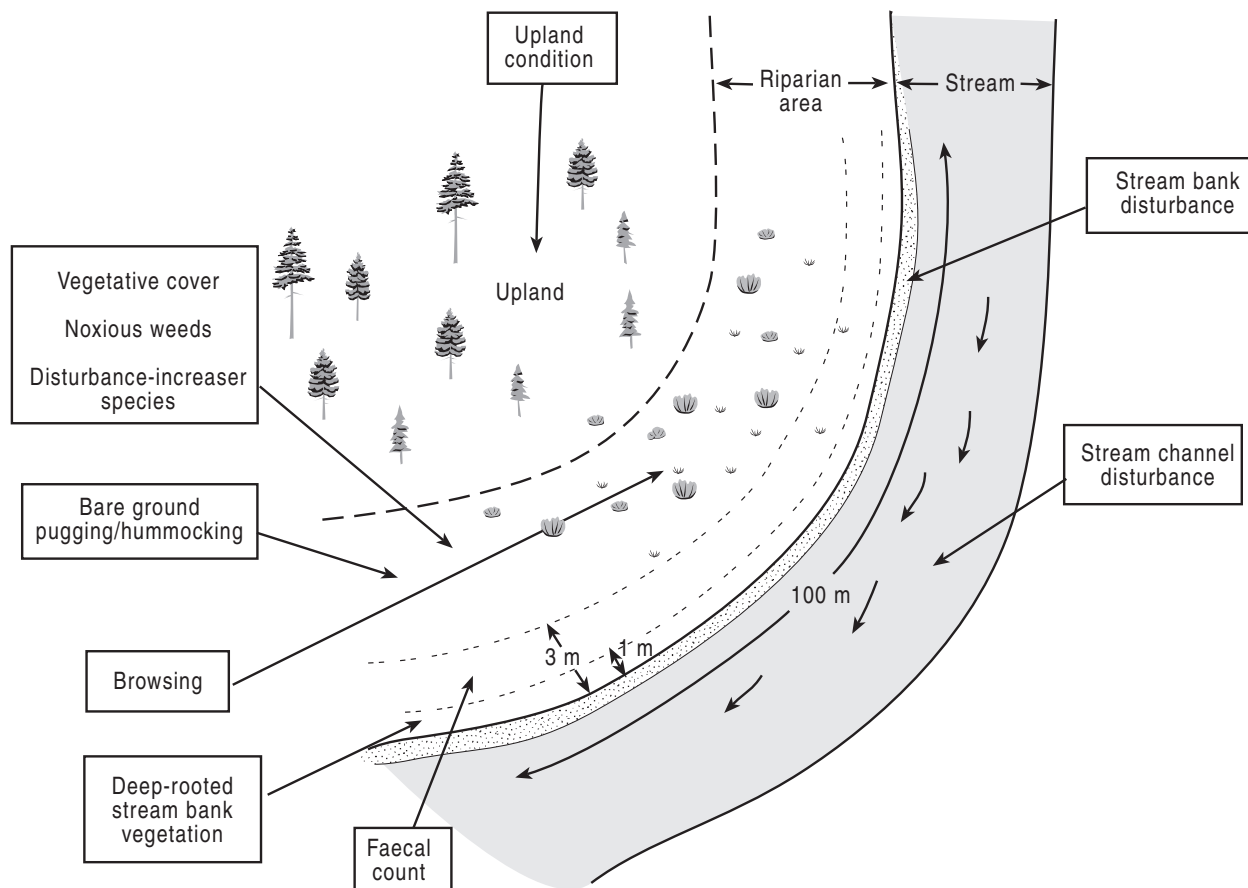 Upland
condition
Riparian
area
Stream
Stream bank
disturbance
Vegetative cover
Noxious weeds
Disturbance-increaser
species
Upland
Bare ground
pugging/hummocking
Stream channel
disturbance
100 m
3 m
1 m
Browsing
Deep-rooted
stream bank
vegetation
Faecal
count